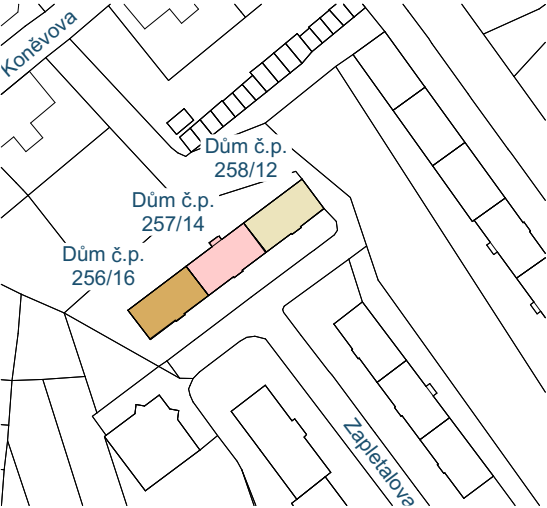 Koněvova
Dům č.p.
258/12
Dům č.p.
257/14
Dům č.p.
256/16
Zapletalova